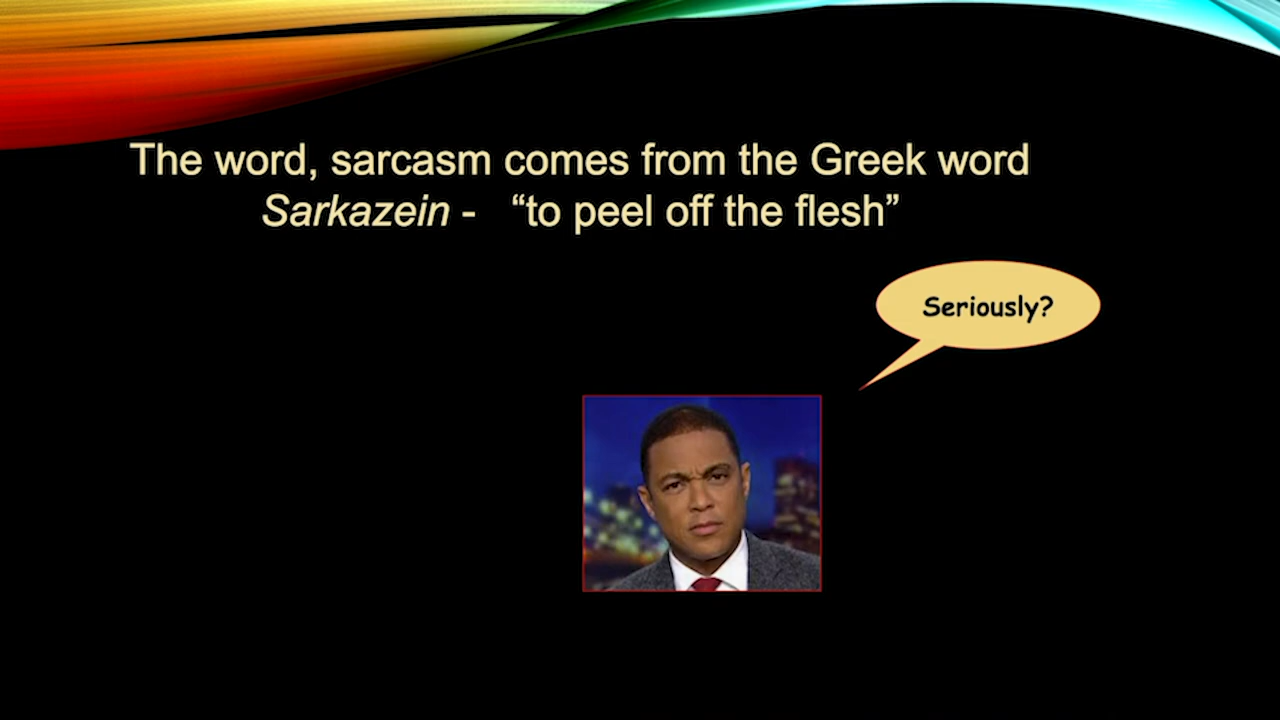 The word, sarcasm comes from the Greek word
Sarkazein - “to peel off the flesh”
Seriously?